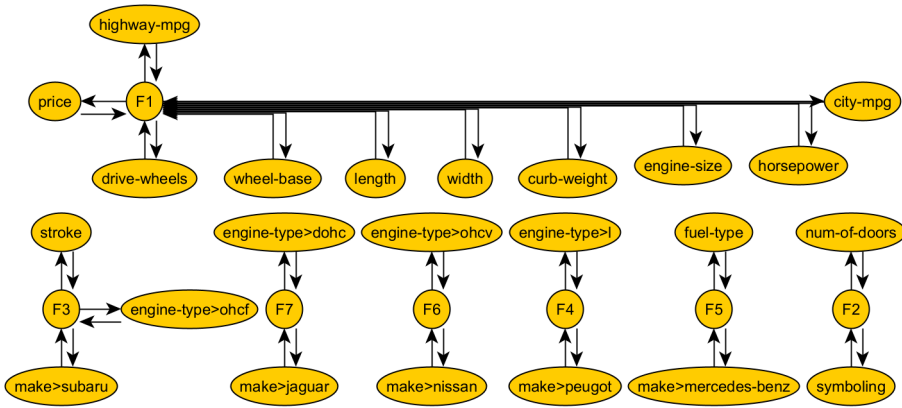 highway-mpg
price
F1
city-mpg
drive-wheels
wheel-base
length
width
curb-weight
engine-size
horsepower
stroke
engine-type>dohc
engine-type>ohcv
engine-type>l
fuel-type
num-of-doors
F3
engine-type>ohcf
F7
F6
F4
F5
F2
make>subaru
make>jaguar
make>nissan
make>peugot
make>mercedes-benz
symboling